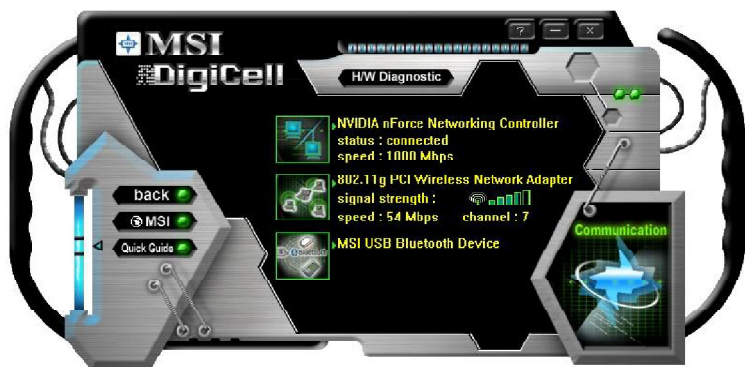 MSI
DigiCell
? — X
H/W Diagnostic
NVIDIA nForce Networking Controller
status : connected
speed : 1000 Mbps
802.11g PCI Wireless Network Adapter
signal strength :
speed : 54 Mbps channel : 7
MSI USB Bluetooth Device
back
MSI
Quick Guide
Communication